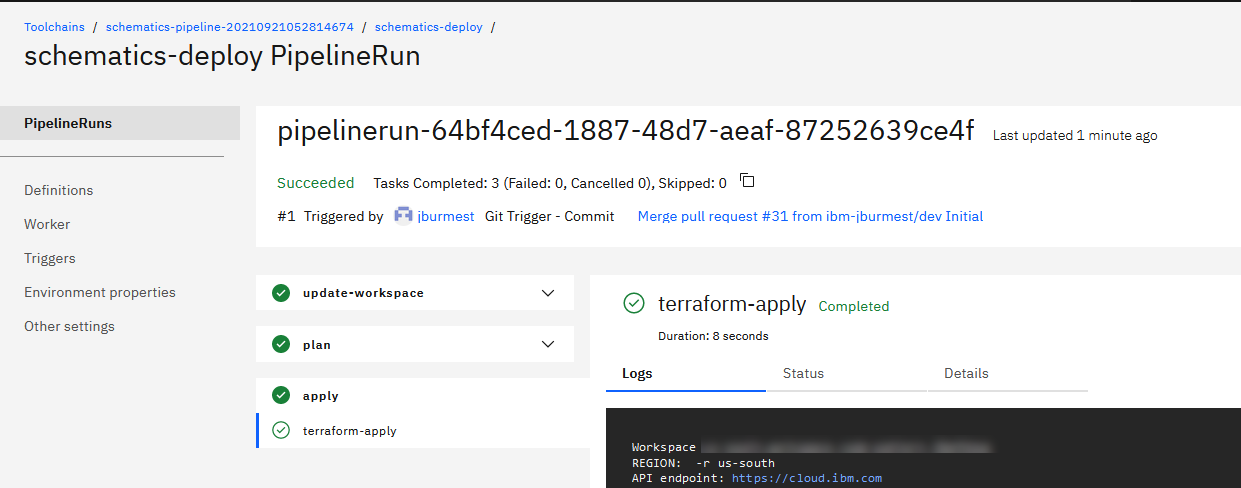 Toolchains / schematics-pipeline-20210921052814674 / schematics-deploy /
schematics-deploy PipelineRun
PipelineRuns
Definitions
Worker
Triggers
Environment properties
Other settings
pipelinerun-64bf4ced-1887-48d7-aeaf-87252639ce4f Last updated 1 minute ago
Succeeded Tasks Completed: 3 (Failed: 0, Cancelled 0), Skipped: 0
#1 Triggered by jburmest Git Trigger - Commit Merge pull request #31 from ibm-jburmest/dev Initial
update-workspace
plan
apply
terraform-apply
terraform-apply Completed
Duration: 8 seconds
Logs Status Details
Workspace
REGION: -r us-south
API endpoint: https://cloud.ibm.com